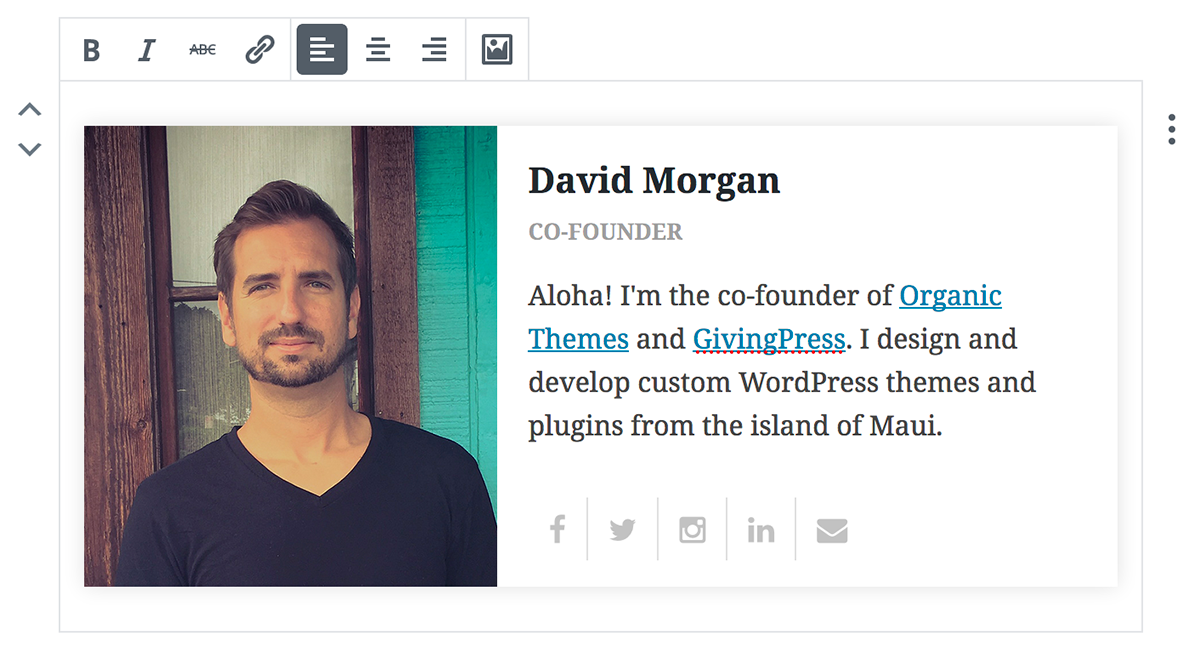 B I ABC
David Morgan
CO-FOUNDER
Aloha! I'm the co-founder of Organic
Themes and GivingPress. I design and
develop custom WordPress themes and
plugins from the island of Maui.
f in